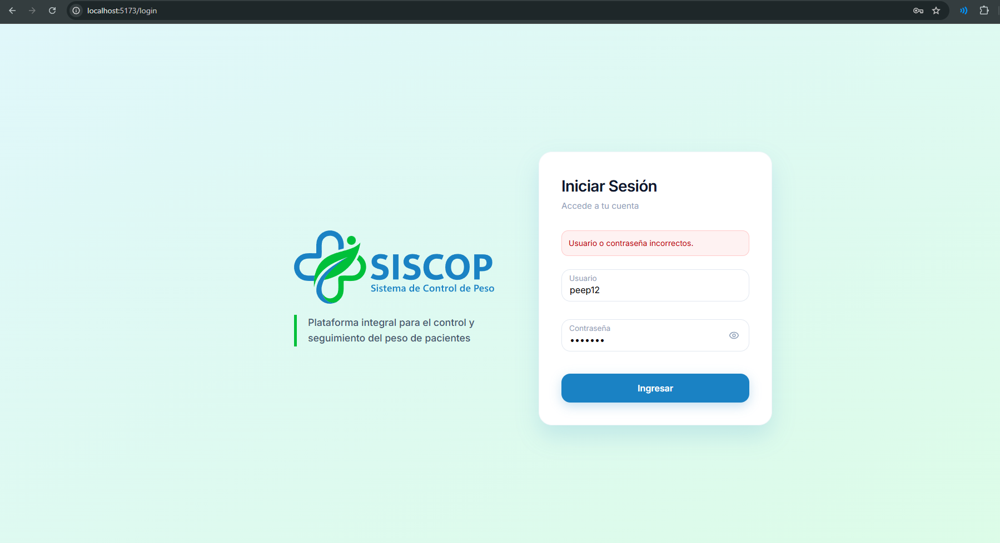 localhost:5173/login
SISCOP
Sistema de Control de Peso
Plataforma integral para el control y
seguimiento del peso de pacientes
Iniciar Sesión
Accede a tu cuenta
Usuario o contraseña incorrectos.
Usuario
peep12
Contraseña
•••••••
Ingresar